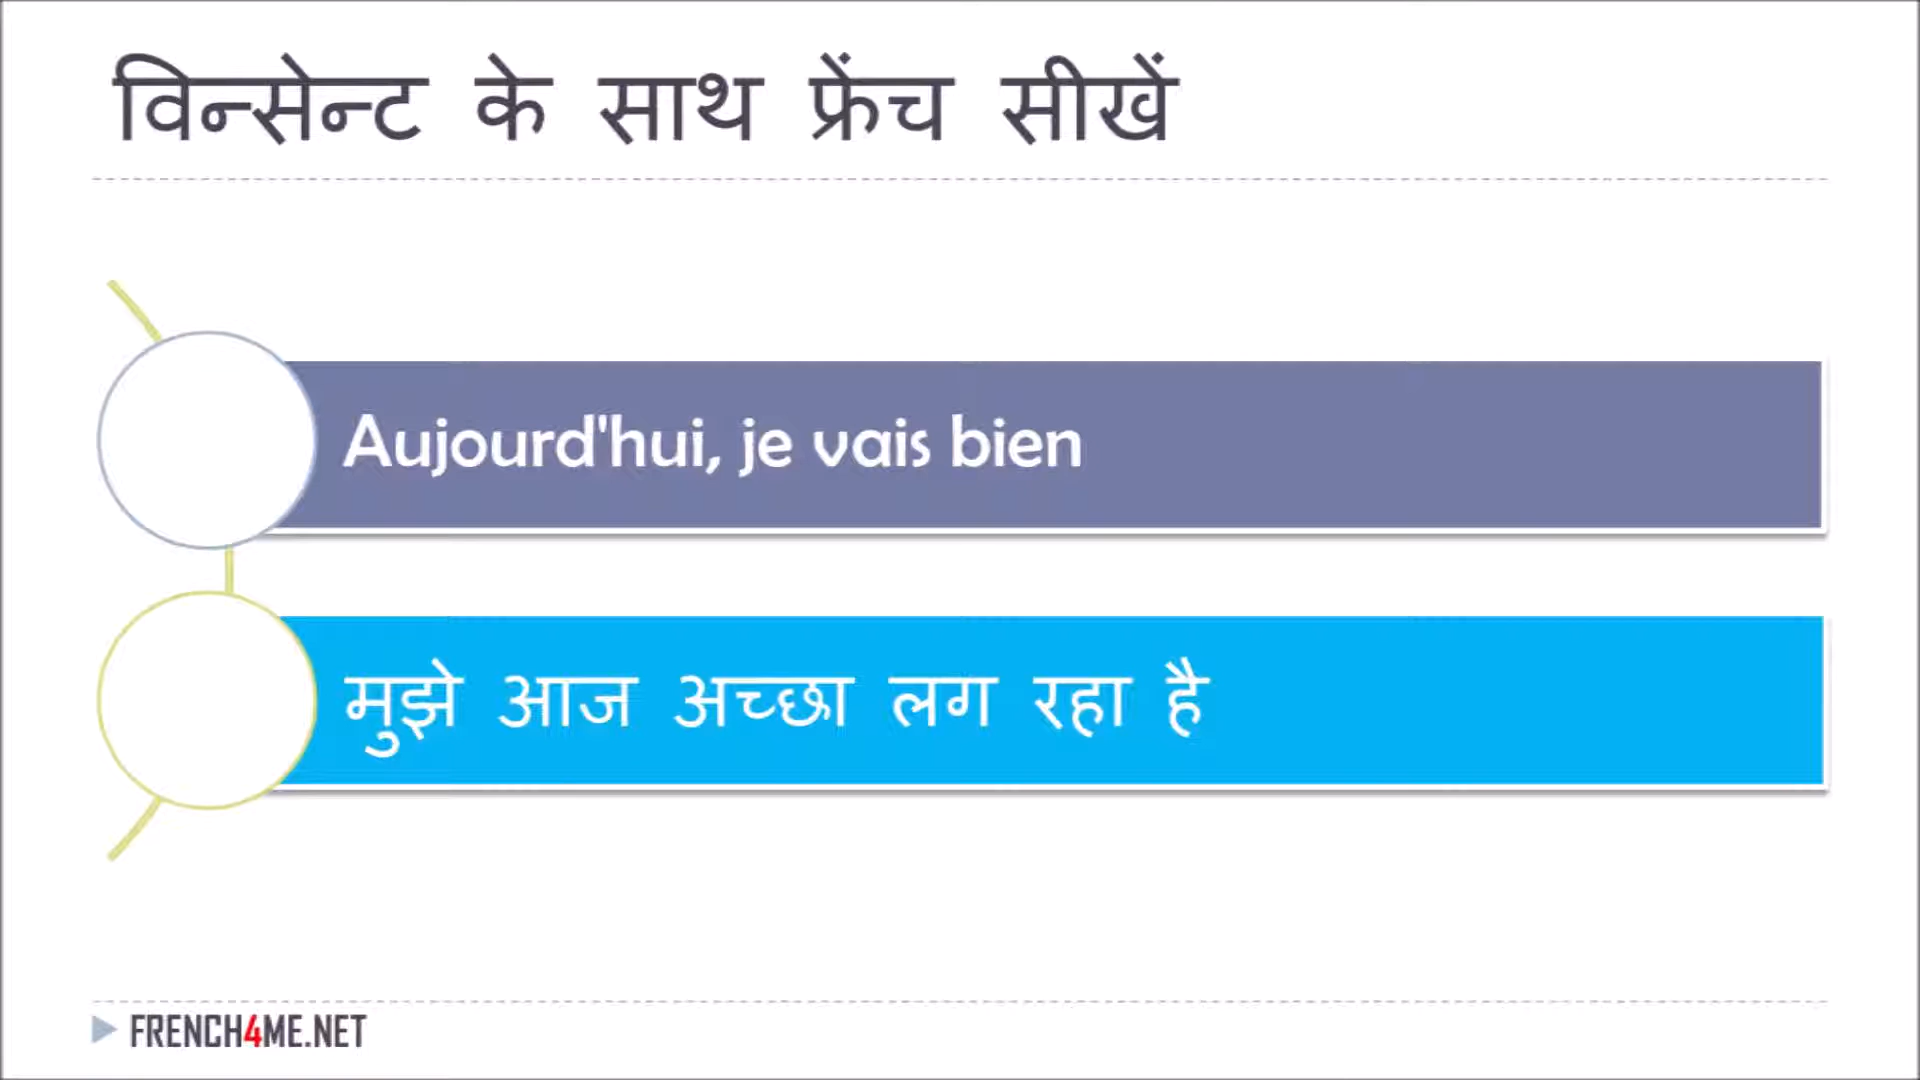 विन्सेन्ट के साथ फ्रेंच सीखें
Aujourd'hui, je vais bien
मुझे आज अच्छा लग रहा है
FRENCH4ME.NET